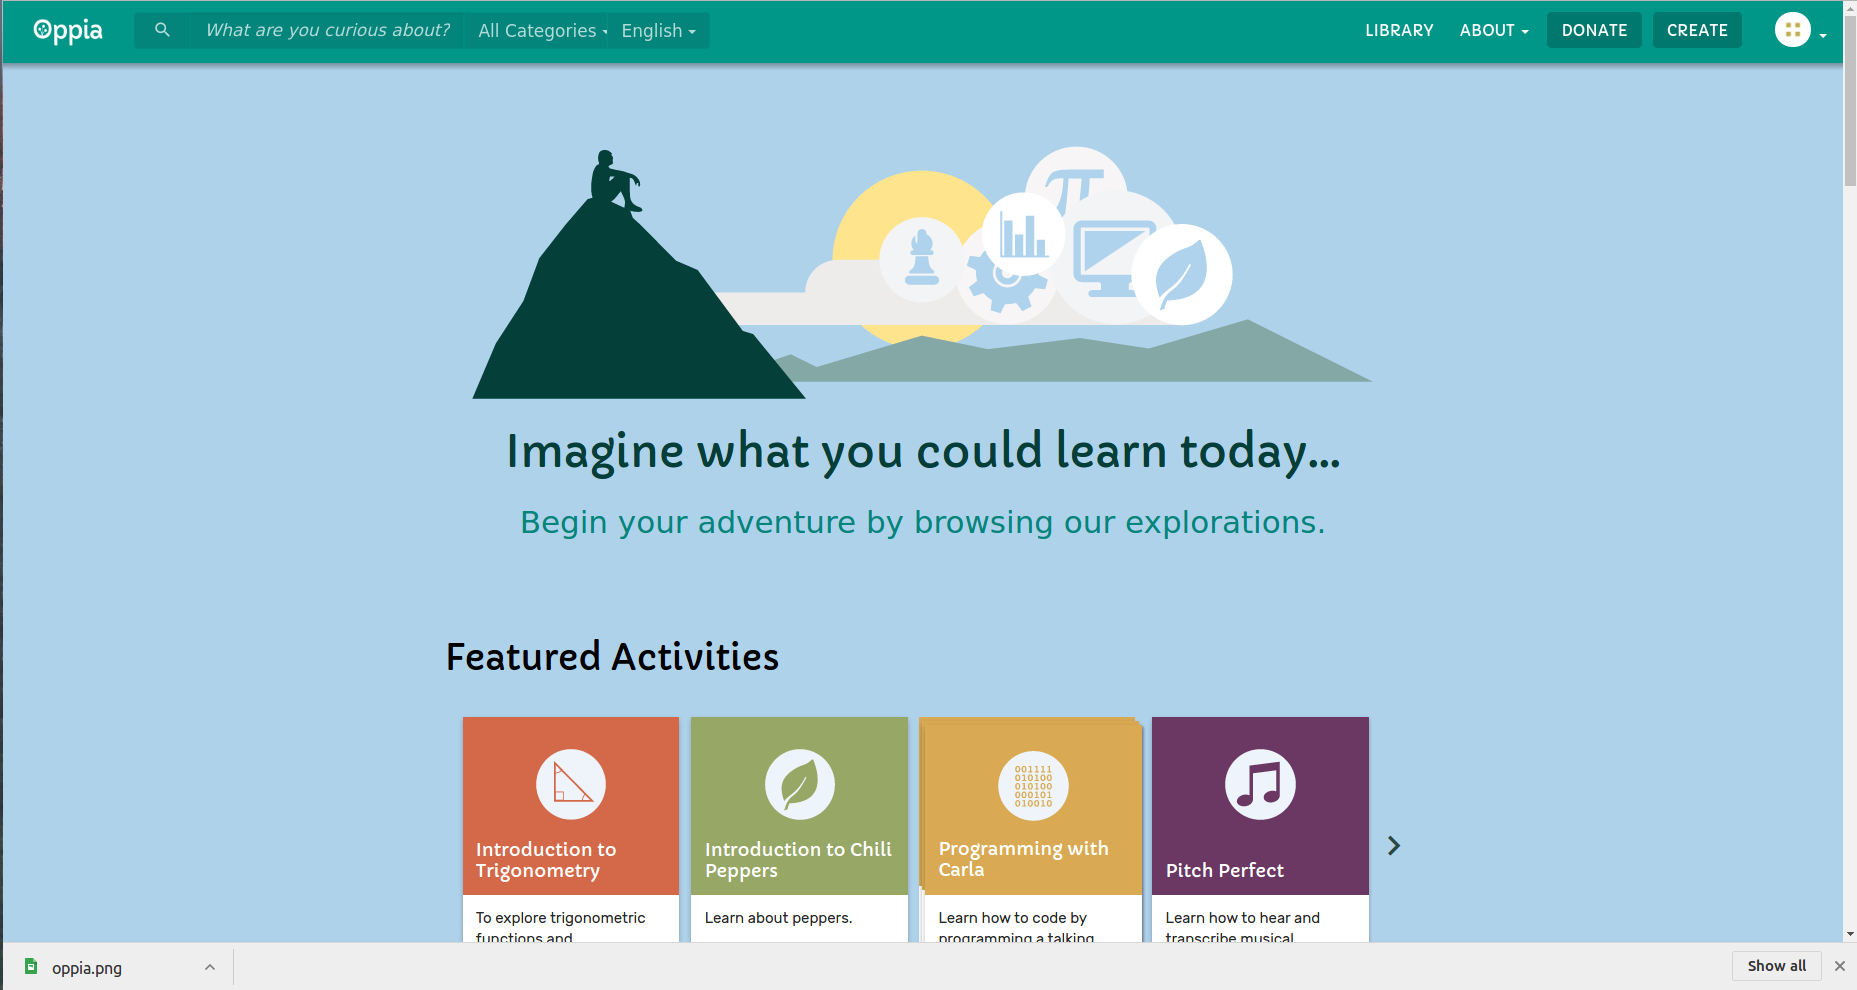 Oppia
What are you curious about?
All Categories
English
LIBRARY
ABOUT
DONATE
CREATE
Imagine what you could learn today...
Begin your adventure by browsing our explorations.
Featured Activities
001111
010100
010100
000101
010010
Introduction to
Trigonometry
To explore trigonometric
functions and
Introduction to Chili
Peppers
Learn about peppers.
Programming with
Carla
Learn how to code by
programming a talking
Pitch Perfect
Learn how to hear and
transcribe musical
oppia.png
Show all